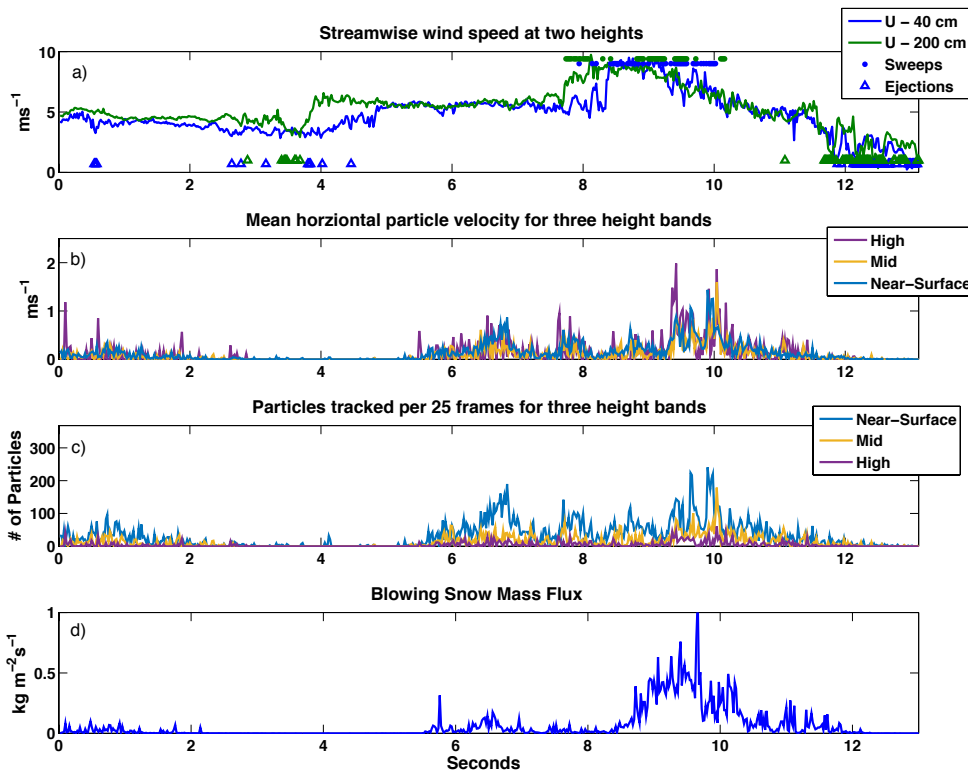 Streamwise wind speed at two heights
U − 40 cm
U − 200 cm
Sweeps
Ejections
a)
ms⁻¹
10
5
0
0 2 4 6 8 10 12
Mean horziontal particle velocity for three height bands
High
Mid
Near−Surface
b)
ms⁻¹
2
1
0
0 2 4 6 8 10 12
Particles tracked per 25 frames for three height bands
Near−Surface
Mid
High
c)
# of Particles
300
200
100
0
0 2 4 6 8 10 12
Blowing Snow Mass Flux
d)
kg m⁻²s⁻¹
1
0.5
0
0 2 4 6 8 10 12
Seconds